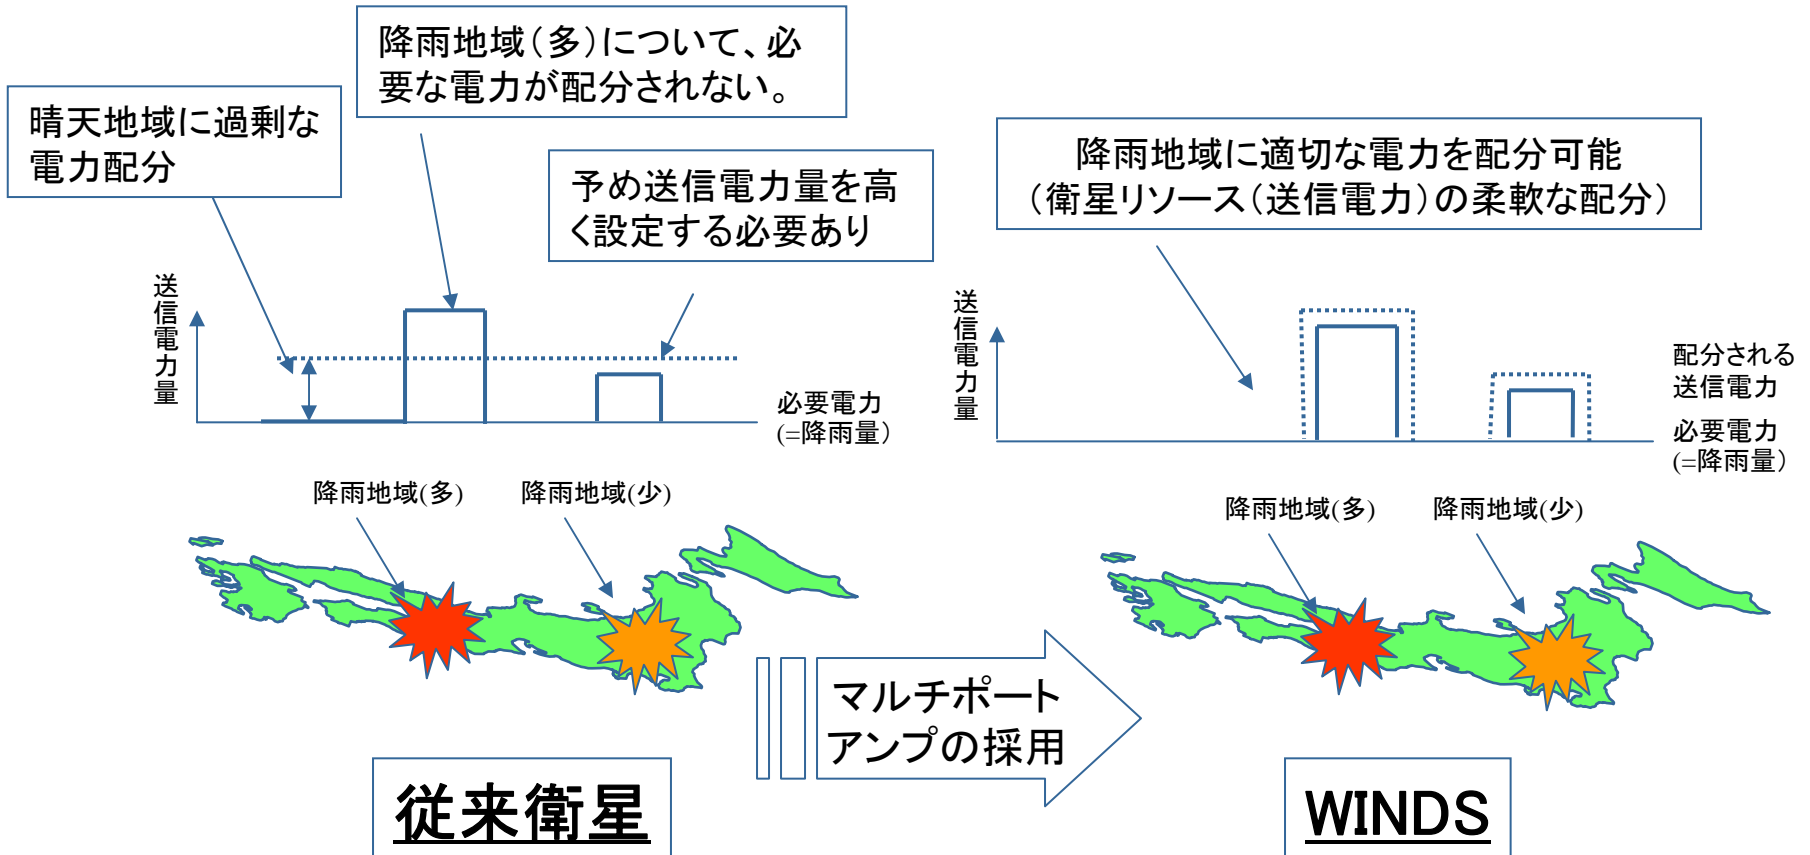 降雨地域(多)について、必
要な電力が配分されない。
晴天地域に過剰な
電力配分
予め送信電力量を高
く設定する必要あり
送信電力量
必要電力
(=降雨量)
降雨地域(多)
降雨地域(少)
従来衛星
マルチポート
アンプの採用
降雨地域に適切な電力を配分可能
(衛星リソース(送信電力)の柔軟な配分)
送信電力量
配分される
送信電力
必要電力
(=降雨量)
降雨地域(多)
降雨地域(少)
WINDS